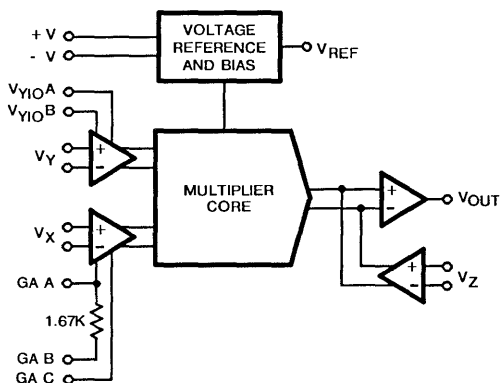 + V
- V
VOLTAGE
REFERENCE
AND BIAS
VREF
VYIOA
VYIOB
VY
+
-
MULTIPLIER
CORE
+
-
VOUT
VX
+
-
+
-
VZ
GA A
1.67K
GA B
GA C